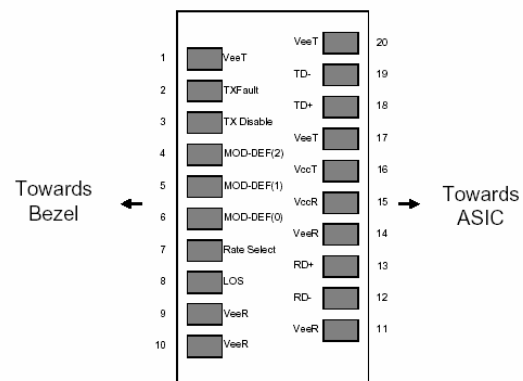 VeeT 20
1 VeeT
TD- 19
2 TXFault
TD+ 18
3 TX Disable
VeeT 17
4 MOD-DEF(2)
VccT 16
5 MOD-DEF(1)
Towards
Bezel
VccR 15
Towards
ASIC
6 MOD-DEF(0)
VeeR 14
7 Rate Select
RD+ 13
8 LOS
RD- 12
9 VeeR
VeeR 11
10 VeeR